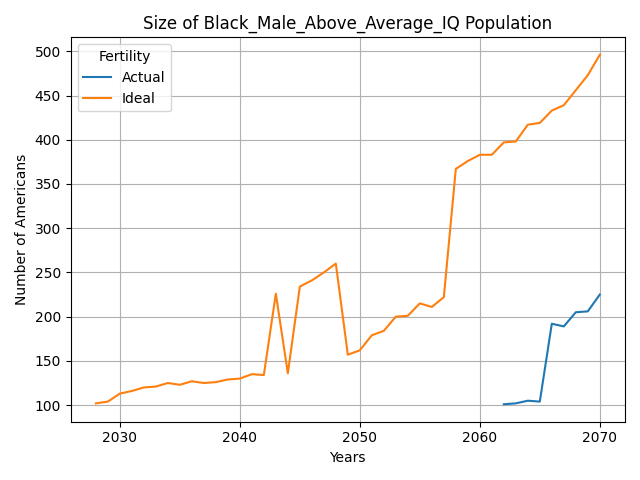 Size of Black_Male_Above_Average_IQ Population
Fertility
Actual
Ideal
Number of Americans
500
450
400
350
300
250
200
150
100
2030 2040 2050 2060 2070
Years